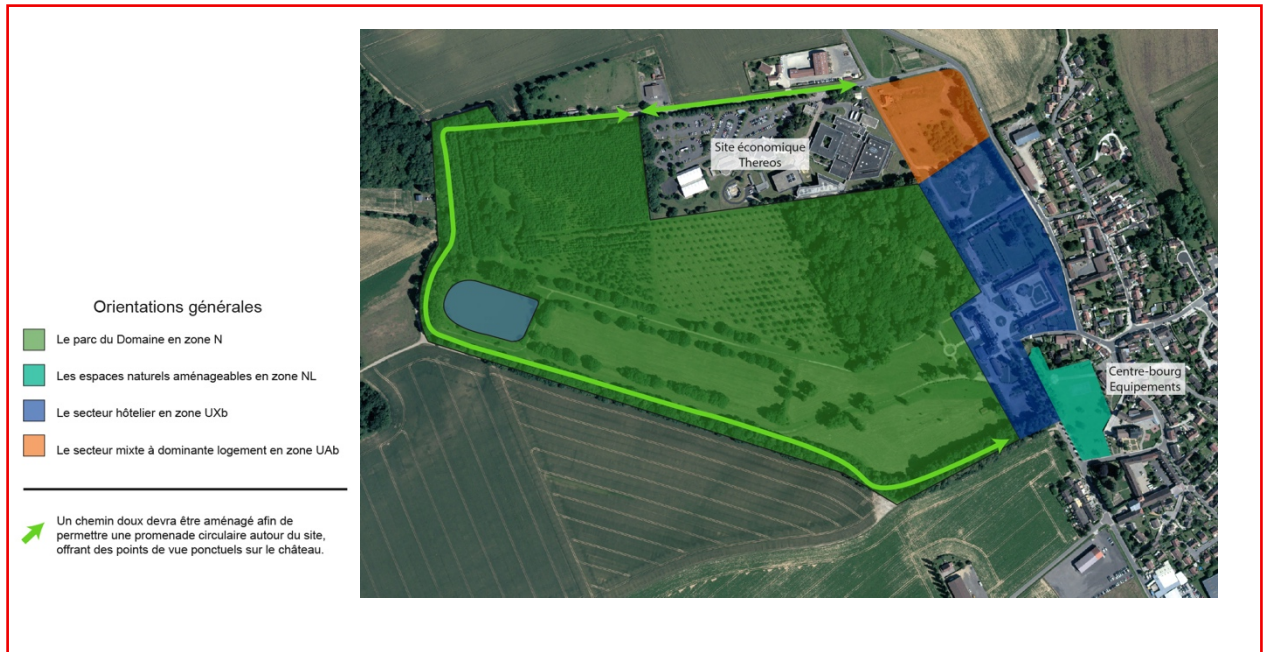 Orientations générales
Le parc du Domaine en zone N
Les espaces naturels aménageables en zone NL
Le secteur hôtelier en zone UXb
Le secteur mixte à dominante logement en zone UAb
Un chemin doux devra être aménagé afin de
permettre une promenade circulaire autour du site,
offrant des points de vue ponctuels sur le château.
Site économique
Thereos
Centre-bourg
Equipements